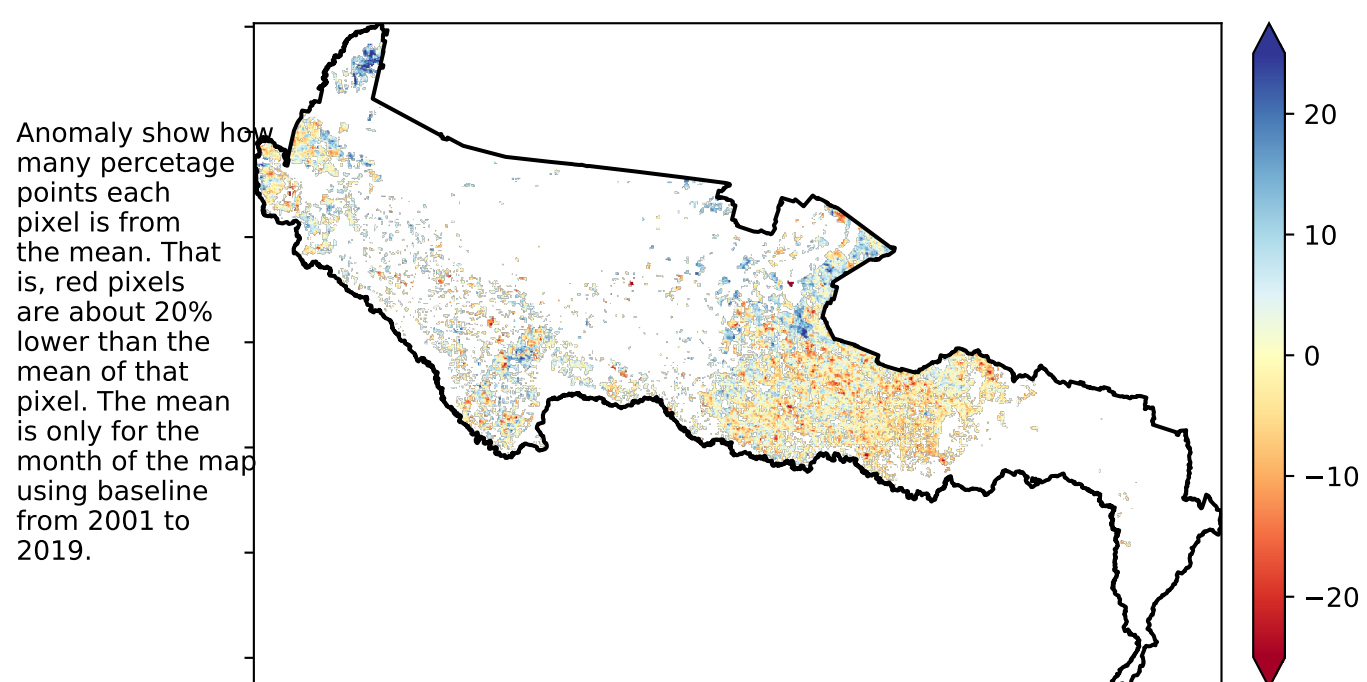 Anomaly show how
many percetage
points each
pixel is from
the mean. That
is, red pixels
are about 20%
lower than the
mean of that
pixel. The mean
is only for the
month of the map
using baseline
from 2001 to
2019.
20
10
0
−10
−20